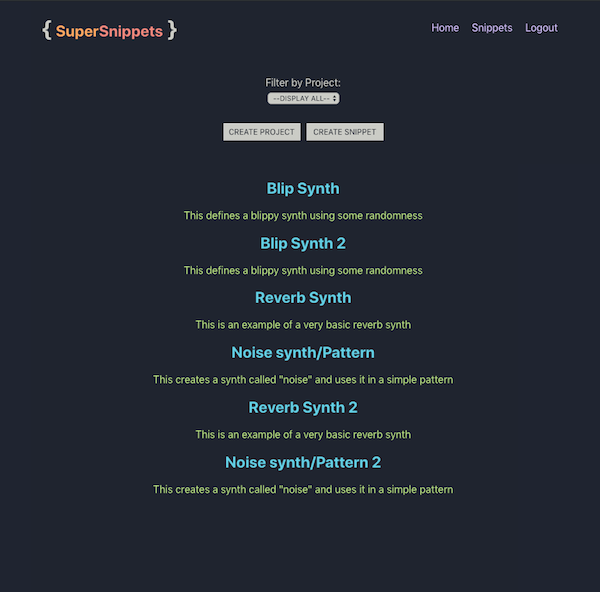 { SuperSnippets }
Home Snippets Logout
Filter by Project:
--DISPLAY ALL--
CREATE PROJECT CREATE SNIPPET
Blip Synth
This defines a blippy synth using some randomness
Blip Synth 2
This defines a blippy synth using some randomness
Reverb Synth
This is an example of a very basic reverb synth
Noise synth/Pattern
This creates a synth called "noise" and uses it in a simple pattern
Reverb Synth 2
This is an example of a very basic reverb synth
Noise synth/Pattern 2
This creates a synth called "noise" and uses it in a simple pattern